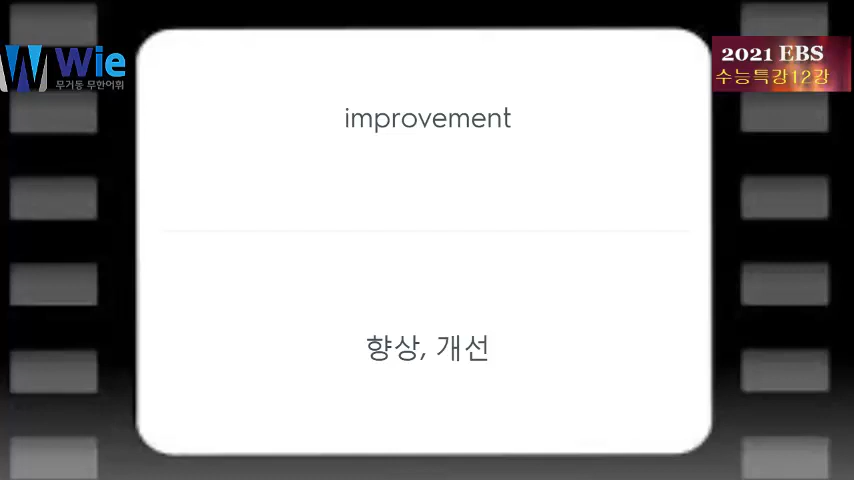 Wie
무거동 무한어휘
2021 EBS
수능특강12강
improvement
향상, 개선